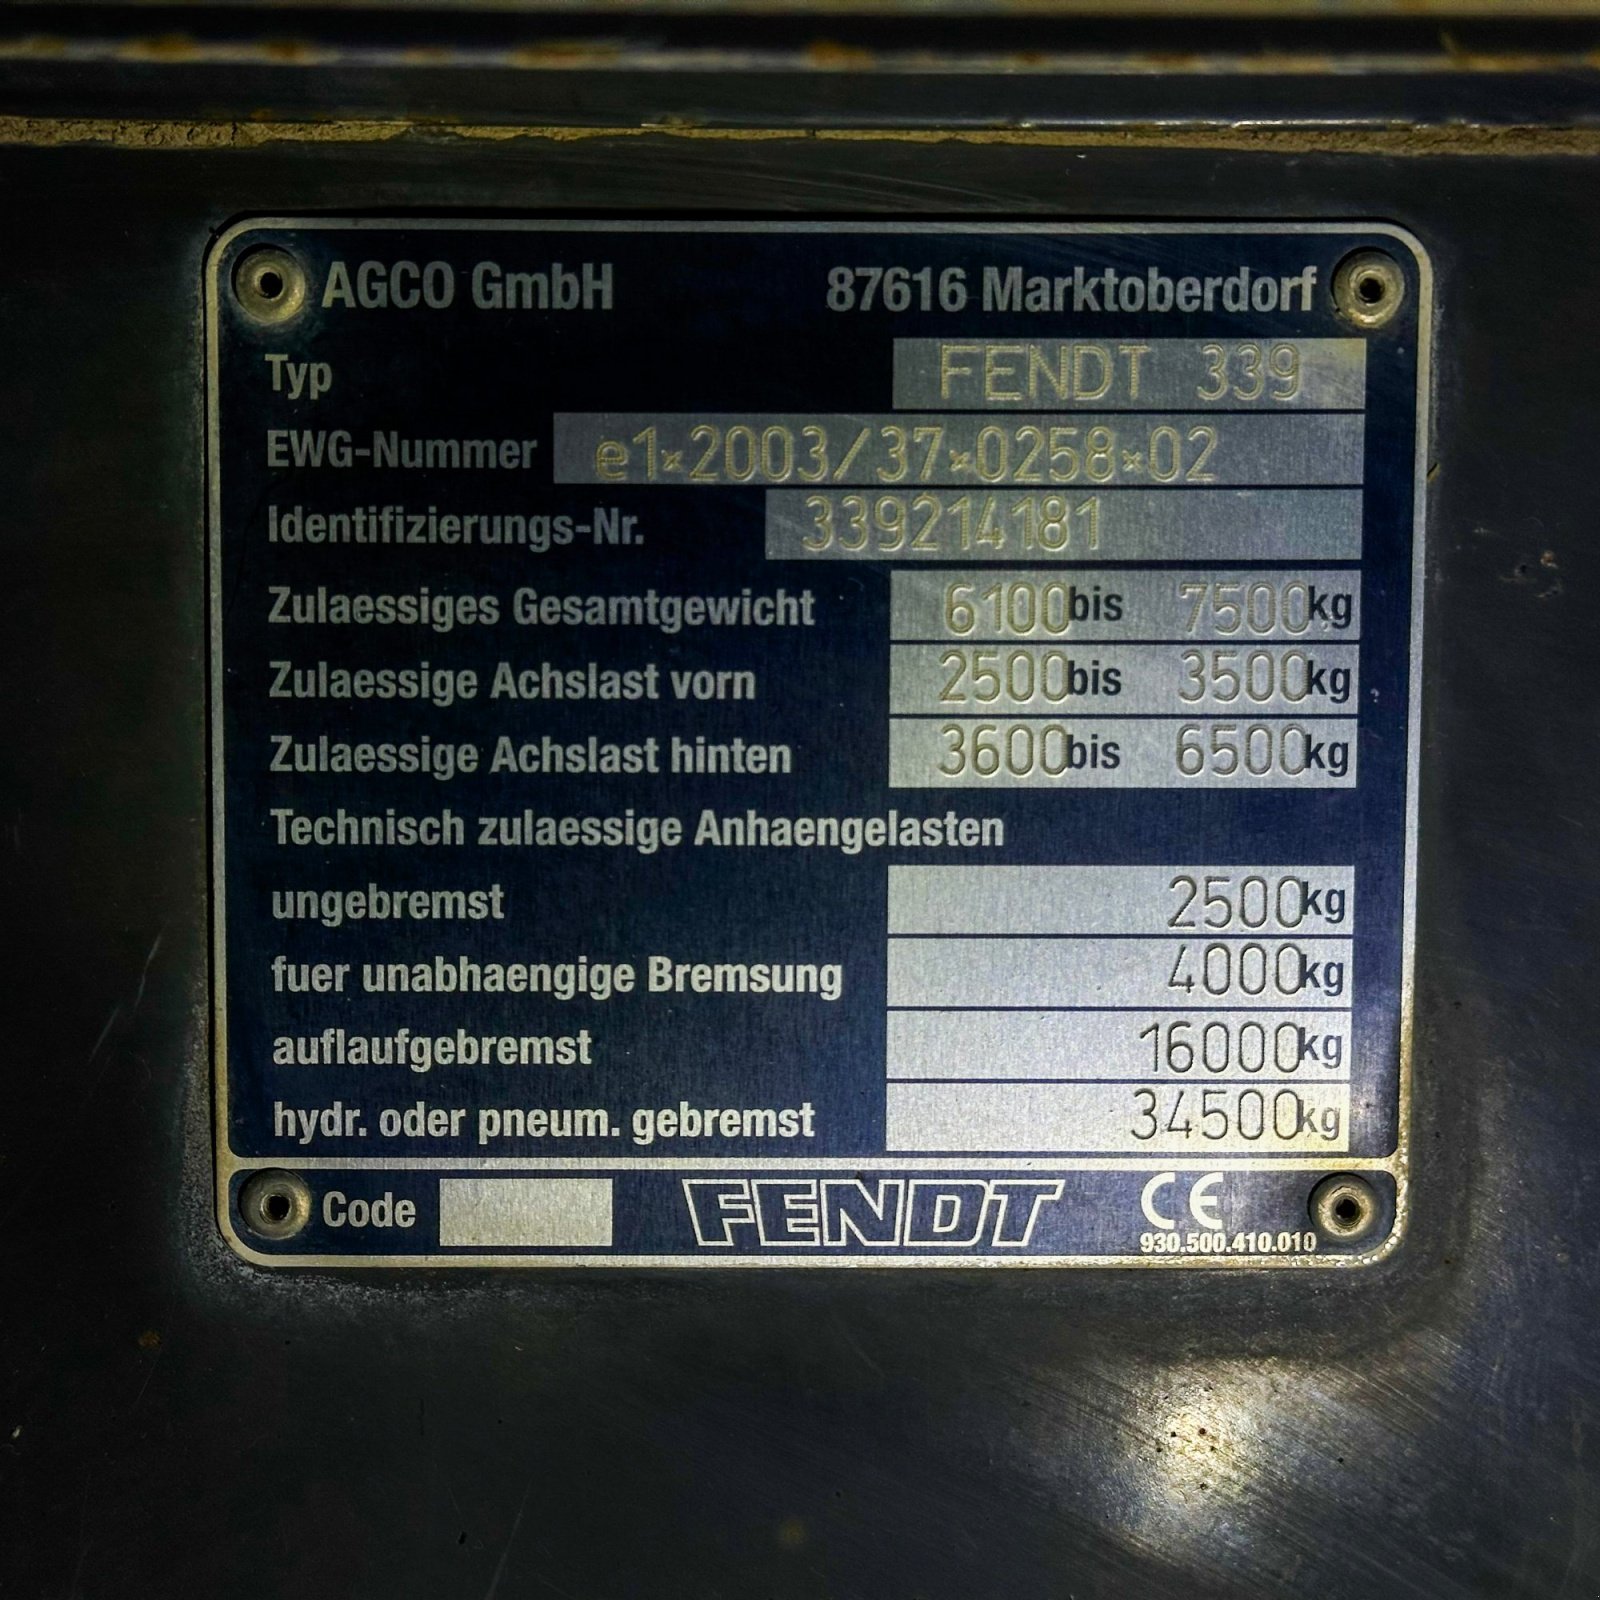 AGCO GmbH 87616 Marktoberdorf
Typ FENDT 339
EWG-Nummer e1*2003/37*0258*02
Identifizierungs-Nr. 339214181
Zulaessiges Gesamtgewicht 6100 bis 7500 kg
Zulaessige Achslast vorn 2500 bis 3500 kg
Zulaessige Achslast hinten 3600 bis 6500 kg
Technisch zulaessige Anhaengelasten
ungebremst 2500 kg
fuer unabhaengige Bremsung 4000 kg
auflaufgebremst 16000 kg
hydr. oder pneum. gebremst 34500 kg
Code FENDT CE
930.500.410.010